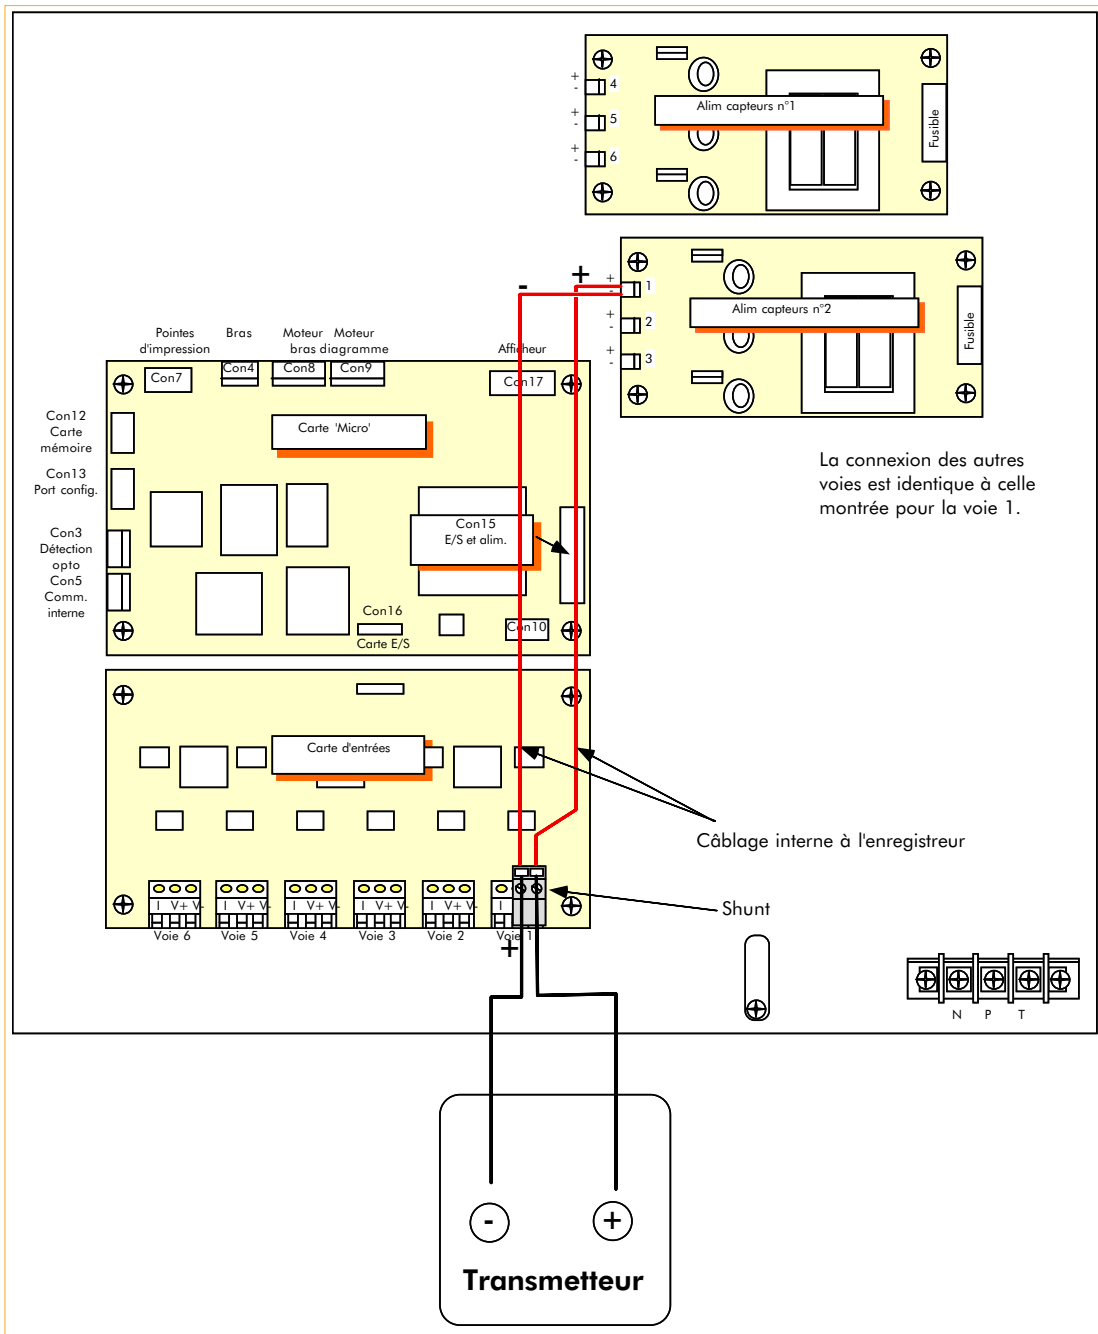 +
-
4
+
-
5
+
-
6
Alim capteurs n°1
Fusible
-
+
+
-
1
+
-
2
+
-
3
Alim capteurs n°2
Fusible
Pointes
d'impression
Bras
Moteur
bras
Moteur
diagramme
Afficheur
Con7
Con4
Con8
Con9
Con17
Con12
Carte
mémoire
Carte 'Micro'
La connexion des autres
voies est identique à celle
montrée pour la voie 1.
Con13
Port config.
Con3
Détection
opto
Con5
Comm.
interne
Con15
E/S et alim.
Con16
Carte E/S
Con10
Carte d'entrées
Câblage interne à l'enregistreur
Shunt
I V+ V-
I V+ V-
I V+ V-
I V+ V-
I V+ V-
I
Voie 6
Voie 5
Voie 4
Voie 3
Voie 2
Voie 1
+
N P T
-
+
Transmetteur